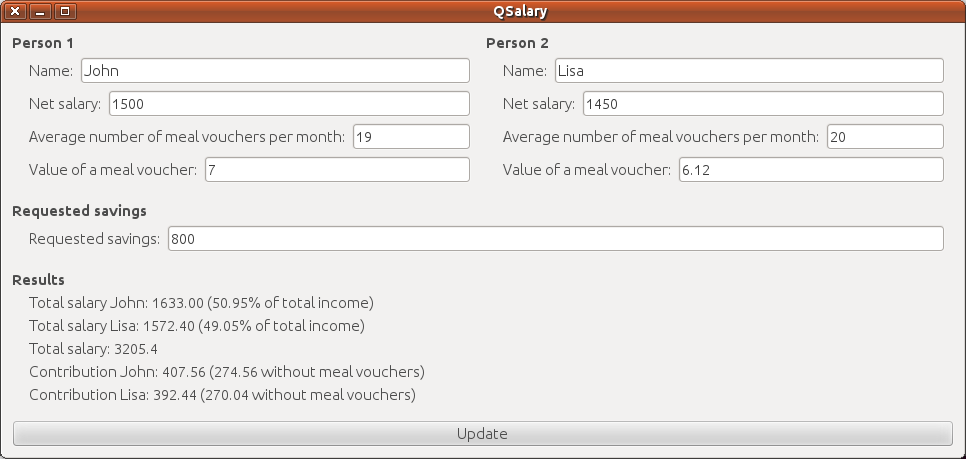 QSalary
Person 1
Name: John
Net salary: 1500
Average number of meal vouchers per month: 19
Value of a meal voucher: 7
Person 2
Name: Lisa
Net salary: 1450
Average number of meal vouchers per month: 20
Value of a meal voucher: 6.12
Requested savings
Requested savings: 800
Results
Total salary John: 1633.00 (50.95% of total income)
Total salary Lisa: 1572.40 (49.05% of total income)
Total salary: 3205.4
Contribution John: 407.56 (274.56 without meal vouchers)
Contribution Lisa: 392.44 (270.04 without meal vouchers)
Update